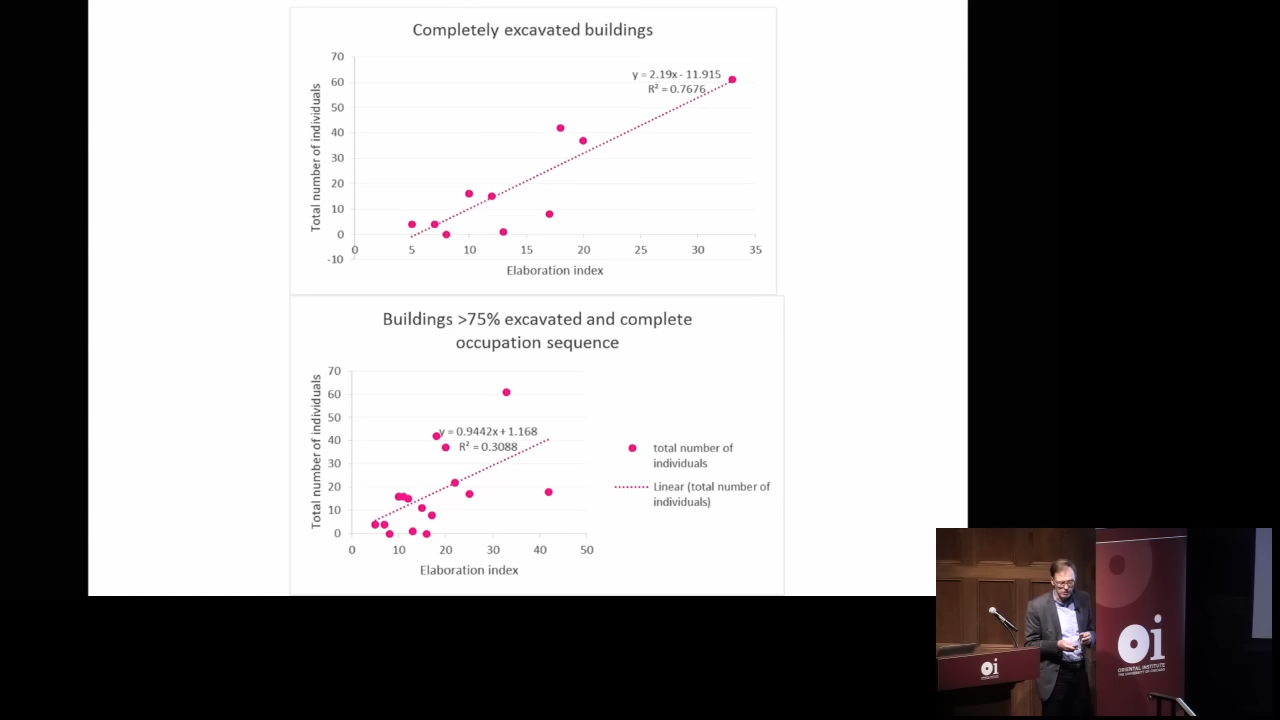 Completely excavated buildings
70
60
50
40
30
20
10
0
-10
Total number of individuals
y = 2.19x - 11.915
R² = 0.7676
0 5 10 15 20 25 30 35
Elaboration index
Buildings >75% excavated and complete
occupation sequence
70
60
50
40
30
20
10
0
Total number of individuals
y = 0.9442x + 1.168
R² = 0.3088
0 10 20 30 40 50
Elaboration index
total number of
individuals
Linear (total number of
individuals)
oi
oi
ORIENTAL INSTITUTE
THE UNIVERSITY OF CHICAGO